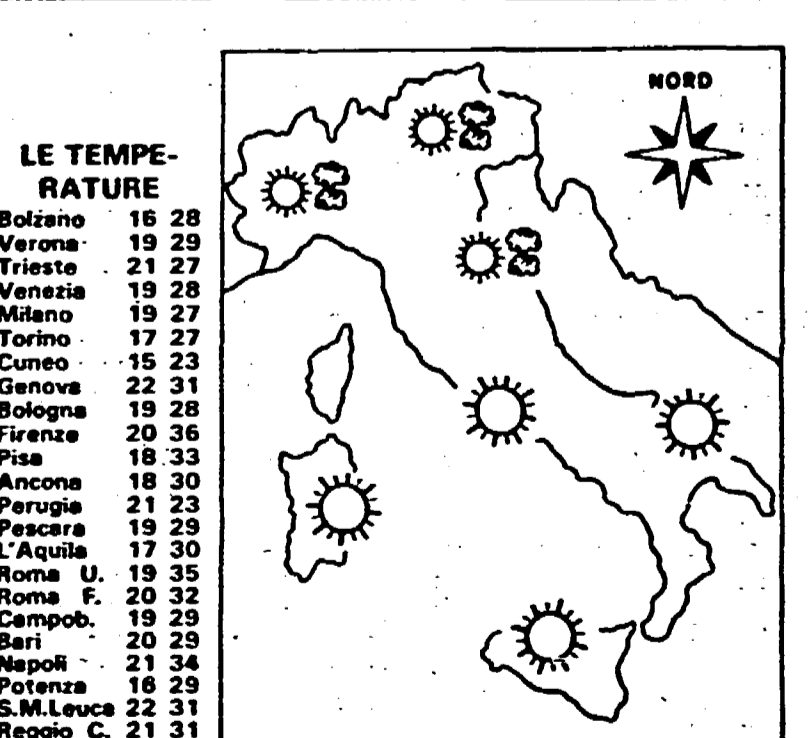 LE TEMPE-
RATURE
Bolzano 16 28
Verona 19 29
Trieste 21 27
Venezia 19 28
Milano 19 27
Torino 17 27
Cuneo 15 23
Genova 22 31
Bologna 19 28
Firenze 20 36
Pisa 18 33
Ancona 18 30
Perugia 21 23
Pescara 19 29
L'Aquila 17 30
Roma U. 19 35
Roma F. 20 32
Campob. 19 29
Bari 20 29
Napoli 21 34
Potenza 16 29
S.M.Leuca 22 31
Reggio C. 21 31
NORD